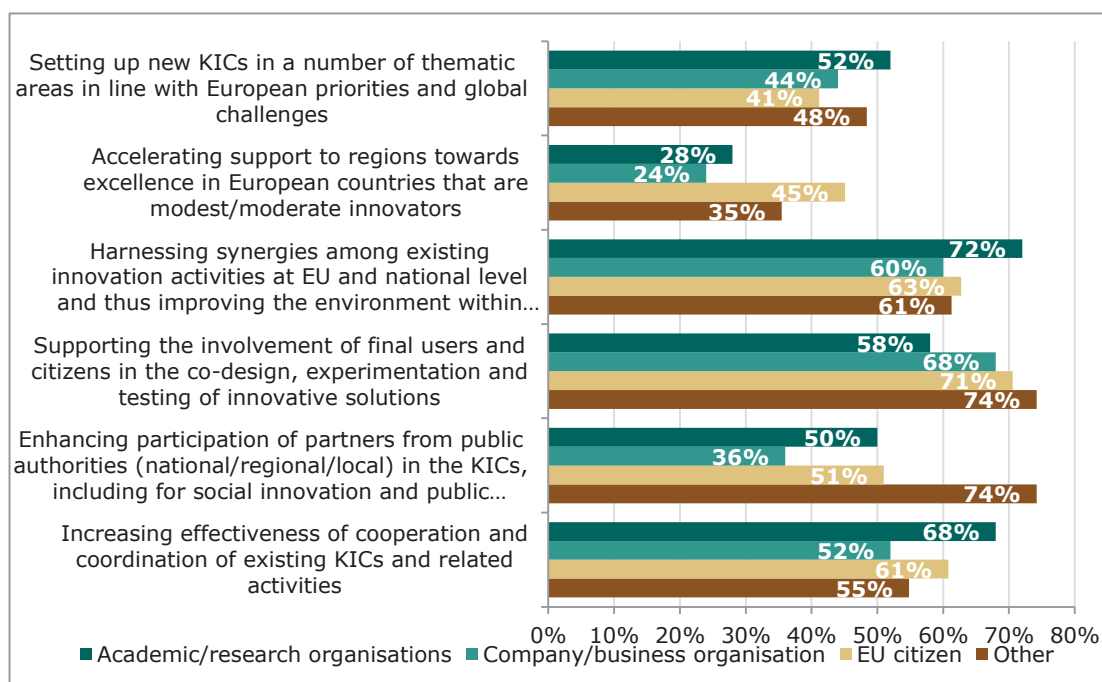 Setting up new KICs in a number of thematic
areas in line with European priorities and global
challenges
52%
44%
41%
48%
Accelerating support to regions towards
excellence in European countries that are
modest/moderate innovators
28%
24%
45%
35%
Harnessing synergies among existing
innovation activities at EU and national level
and thus improving the environment within…
72%
60%
63%
61%
Supporting the involvement of final users and
citizens in the co-design, experimentation and
testing of innovative solutions
58%
68%
71%
74%
Enhancing participation of partners from public
authorities (national/regional/local) in the KICs,
including for social innovation and public…
50%
36%
51%
74%
Increasing effectiveness of cooperation and
coordination of existing KICs and related
activities
68%
52%
61%
55%
0% 10% 20% 30% 40% 50% 60% 70% 80%
Academic/research organisations Company/business organisation EU citizen Other